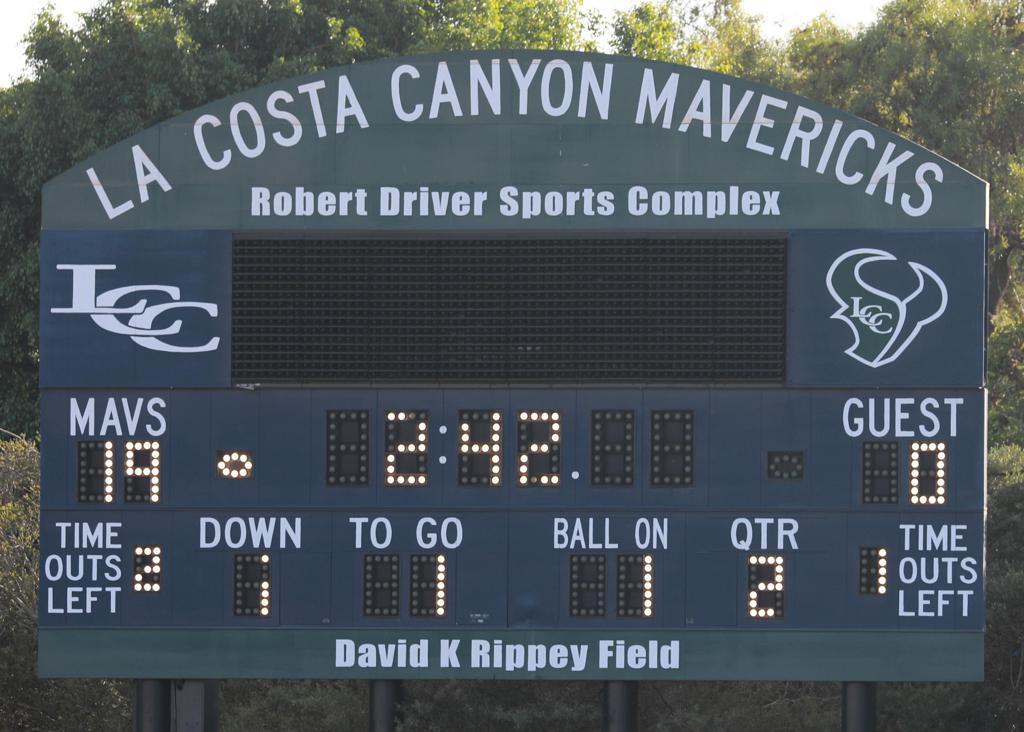 LA COSTA CANYON MAVERICKS
Robert Driver Sports Complex
LCC
LCC
MAVS 2:42. GUEST
19 0
TIME OUTS LEFT 2 DOWN 1 TO GO 1 BALL ON 1 QTR 2 1 TIME OUTS LEFT
David K Rippey Field